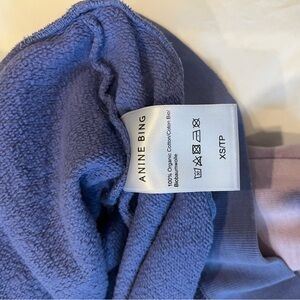 ANINE BING
100% Organic Cotton/Coton Bio/
Biobaumwolle
XS/TP